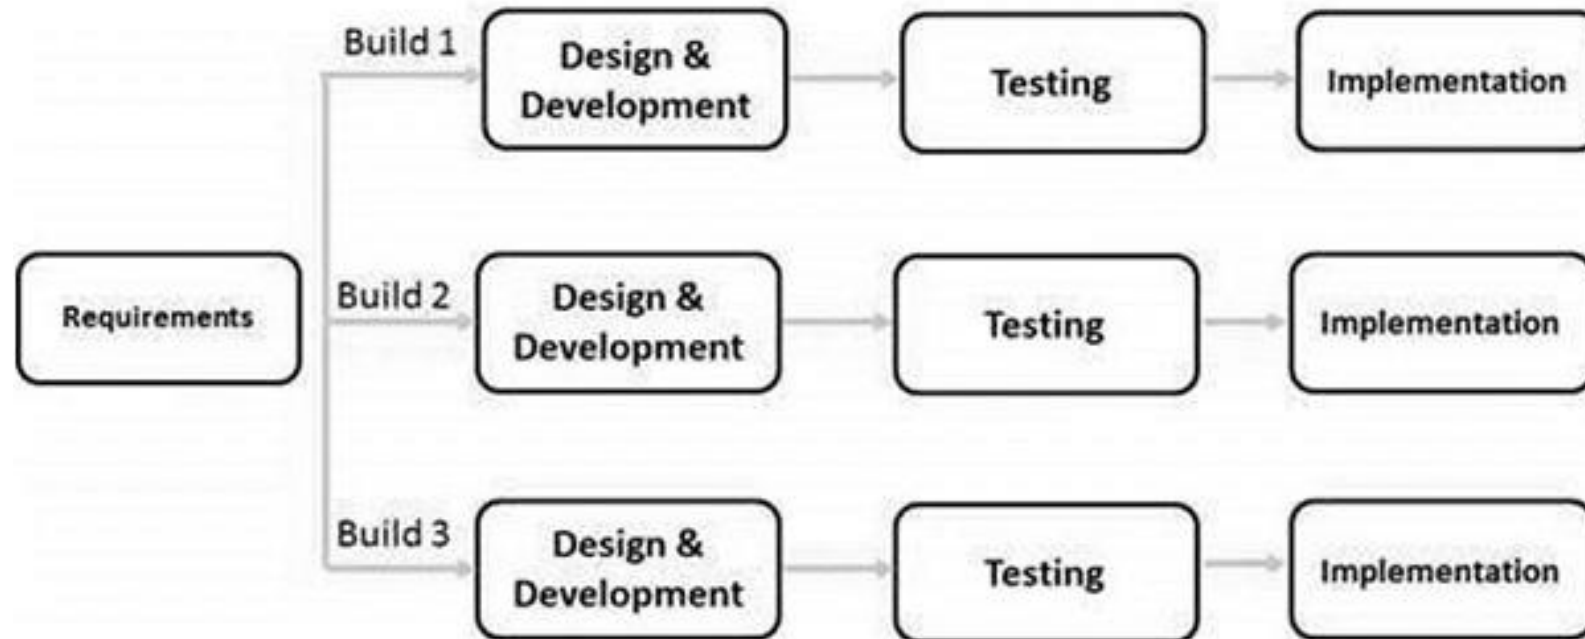 Build 1
Design &
Development
Testing
Implementation
Requirements
Build 2
Design &
Development
Testing
Implementation
Build 3
Design &
Development
Testing
Implementation